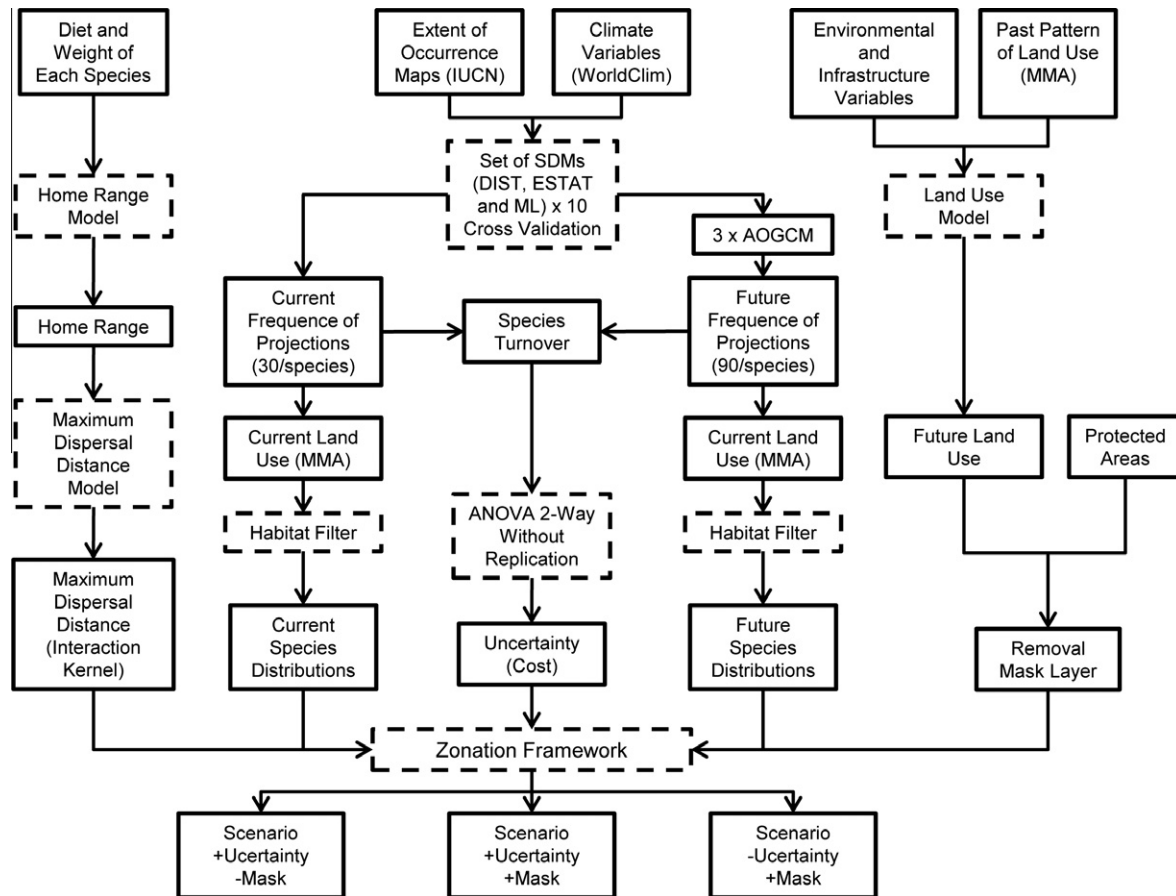 Diet and
Weight of
Each Species
Extent of
Occurrence
Maps (IUCN)
Climate
Variables
(WorldClim)
Environmental
and
Infrastructure
Variables
Past Pattern
of Land Use
(MMA)
Set of SDMs
(DIST, ESTAT
and ML) x 10
Cross Validation
Home Range
Model
Land Use
Model
3 x AOGCM
Home Range
Current
Frequence of
Projections
(30/species)
Species
Turnover
Future
Frequence of
Projections
(90/species)
Maximum
Dispersal
Distance
Model
Current Land
Use (MMA)
Current Land
Use (MMA)
Future Land
Use
Protected
Areas
Habitat Filter
ANOVA 2-Way
Without
Replication
Habitat Filter
Maximum
Dispersal
Distance
(Interaction
Kernel)
Current
Species
Distributions
Uncertainty
(Cost)
Future
Species
Distributions
Removal
Mask Layer
Zonation Framework
Scenario
+Ucertainty
-Mask
Scenario
+Ucertainty
+Mask
Scenario
-Ucertainty
+Mask